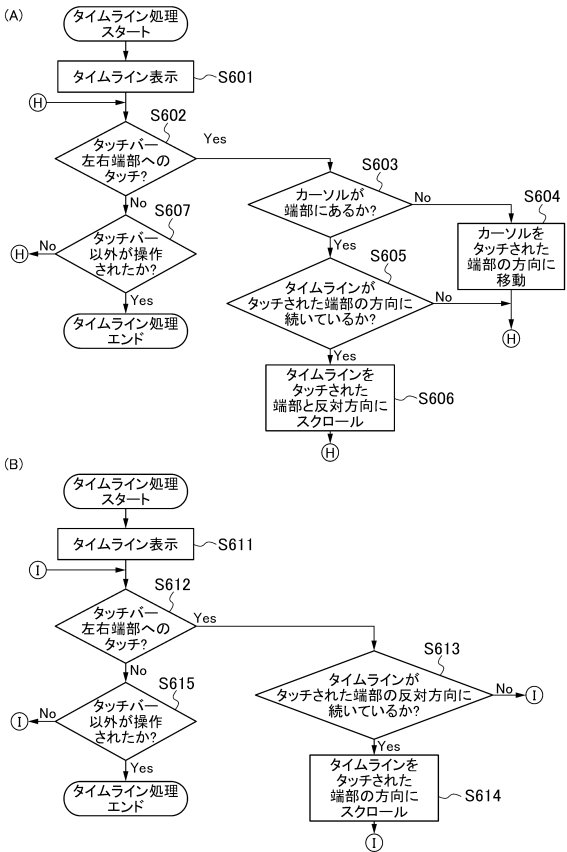 (A)
タイムライン処理
スタート
タイムライン表示
S601
H
S602
タッチバー
左右端部への
タッチ?
Yes
No
S603
カーソルが
端部にあるか?
No
Yes
S604
カーソルを
タッチされた
端部の方向に
移動
H
S607
タッチバー
以外が操作
されたか?
No
H
Yes
タイムライン処理
エンド
S605
タイムラインが
タッチされた端部の方向に
続いているか?
No
Yes
タイムラインを
タッチされた
端部と反対方向に
スクロール
S606
H
(B)
タイムライン処理
スタート
タイムライン表示
S611
I
S612
タッチバー
左右端部への
タッチ?
Yes
No
S613
タイムラインが
タッチされた端部の反対方向に
続いているか?
No
I
Yes
S615
タッチバー
以外が操作
されたか?
No
I
Yes
タイムライン処理
エンド
タイムラインを
タッチされた
端部の方向に
スクロール
S614
I